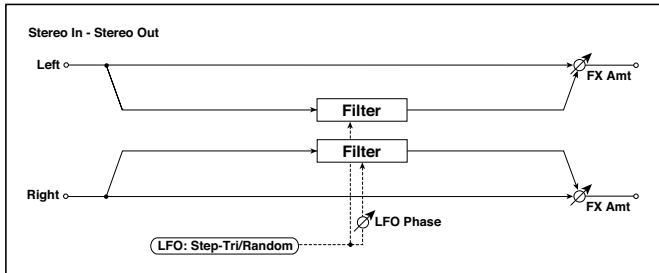 Stereo In - Stereo Out
Left
FX Amt
Filter
Filter
Right
FX Amt
LFO Phase
LFO: Step-Tri/Random